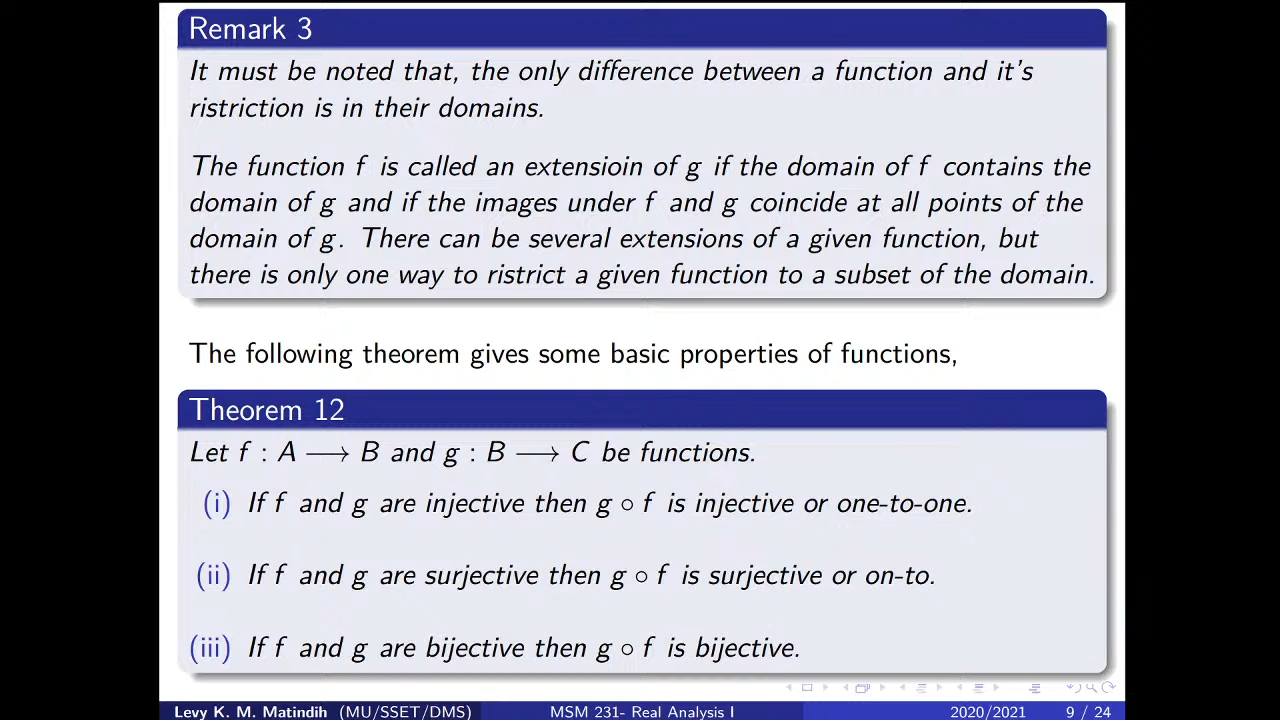 Remark 3
It must be noted that, the only difference between a function and it's
ristriction is in their domains.
The function f is called an extensioin of g if the domain of f contains the
domain of g and if the images under f and g coincide at all points of the
domain of g. There can be several extensions of a given function, but
there is only one way to ristrict a given function to a subset of the domain.
The following theorem gives some basic properties of functions,
Theorem 12
Let f : A ⟶ B and g : B ⟶ C be functions.
(i) If f and g are injective then g ∘ f is injective or one-to-one.
(ii) If f and g are surjective then g ∘ f is surjective or on-to.
(iii) If f and g are bijective then g ∘ f is bijective.
Levy K. M. Matindih (MU/SSET/DMS) MSM 231- Real Analysis I 2020/2021 9 / 24